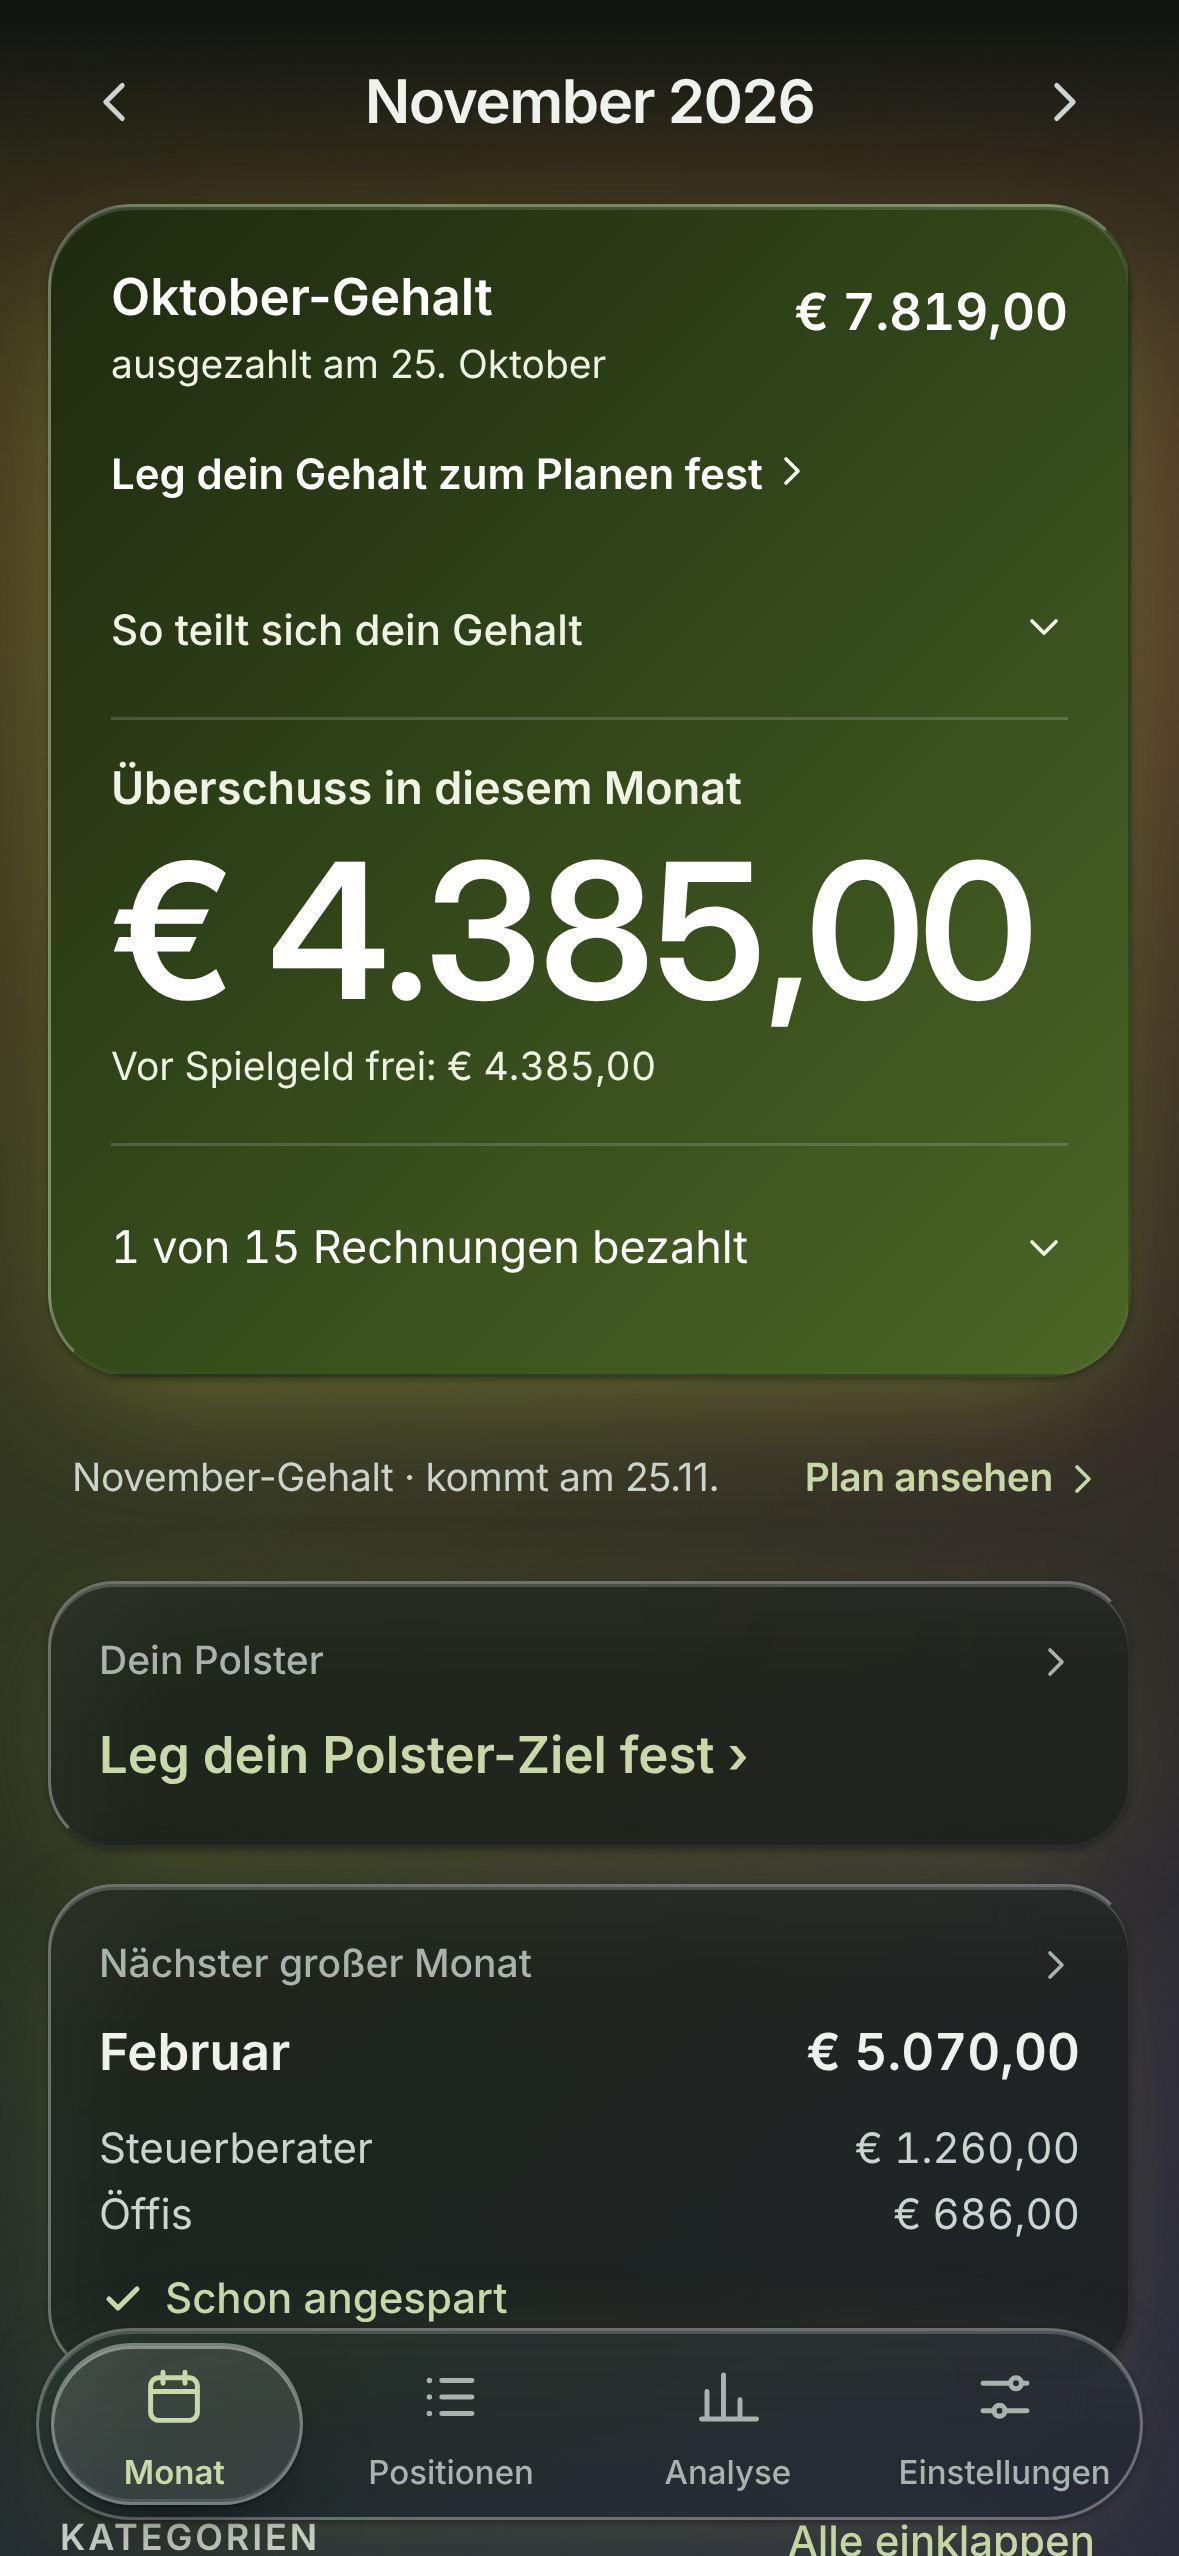 November 2026
Oktober-Gehalt
€ 7.819,00
ausgezahlt am 25. Oktober
Leg dein Gehalt zum Planen fest
So teilt sich dein Gehalt
Überschuss in diesem Monat
€ 4.385,00
Vor Spielgeld frei: € 4.385,00
1 von 15 Rechnungen bezahlt
November-Gehalt · kommt am 25.11. Plan ansehen
Dein Polster
Leg dein Polster-Ziel fest ›
Nächster großer Monat
Februar € 5.070,00
Steuerberater € 1.260,00
Öffis € 686,00
Schon angespart
Monat Positionen Analyse Einstellungen
KATEGORIEN Alle einklappen